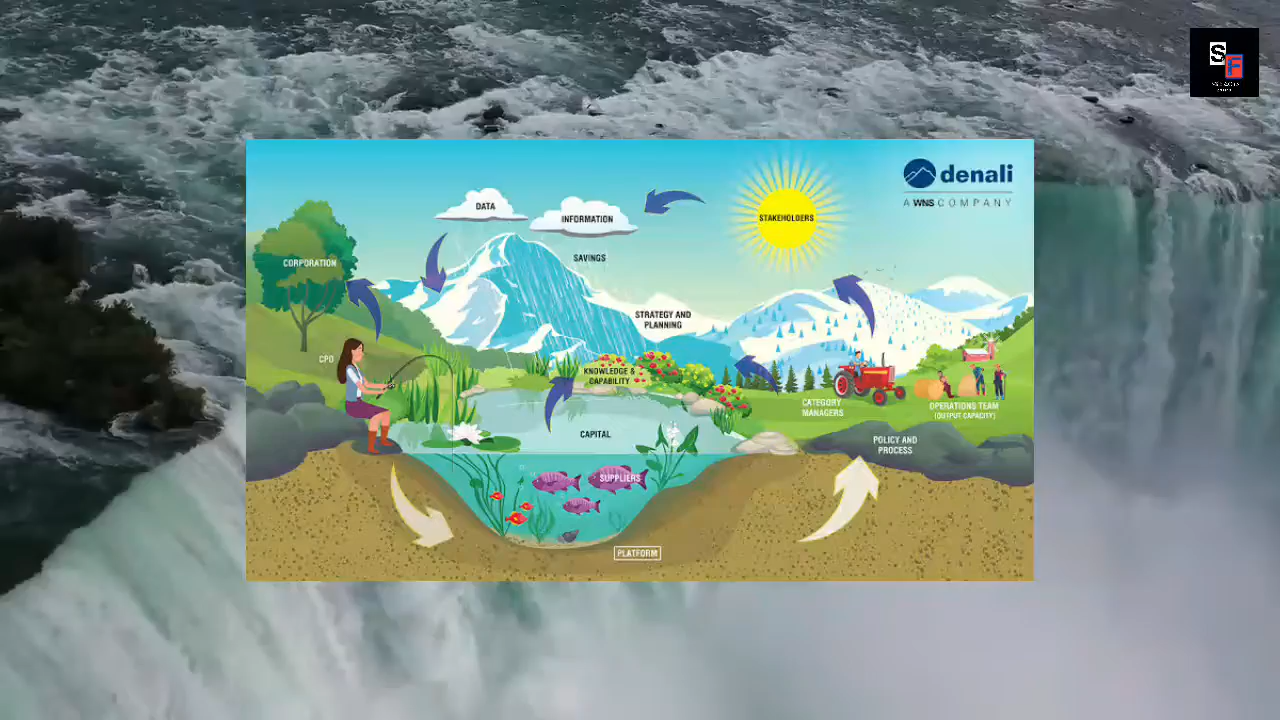 SF
denali
A WNS COMPANY
DATA
INFORMATION
STAKEHOLDERS
SAVINGS
CORPORATION
STRATEGY AND
PLANNING
CPO
KNOWLEDGE &
CAPABILITY
CATEGORY
MANAGERS
OPERATIONS TEAM
(OUTPUT CAPACITY)
CAPITAL
POLICY AND
PROCESS
SUPPLIERS
PLATFORM